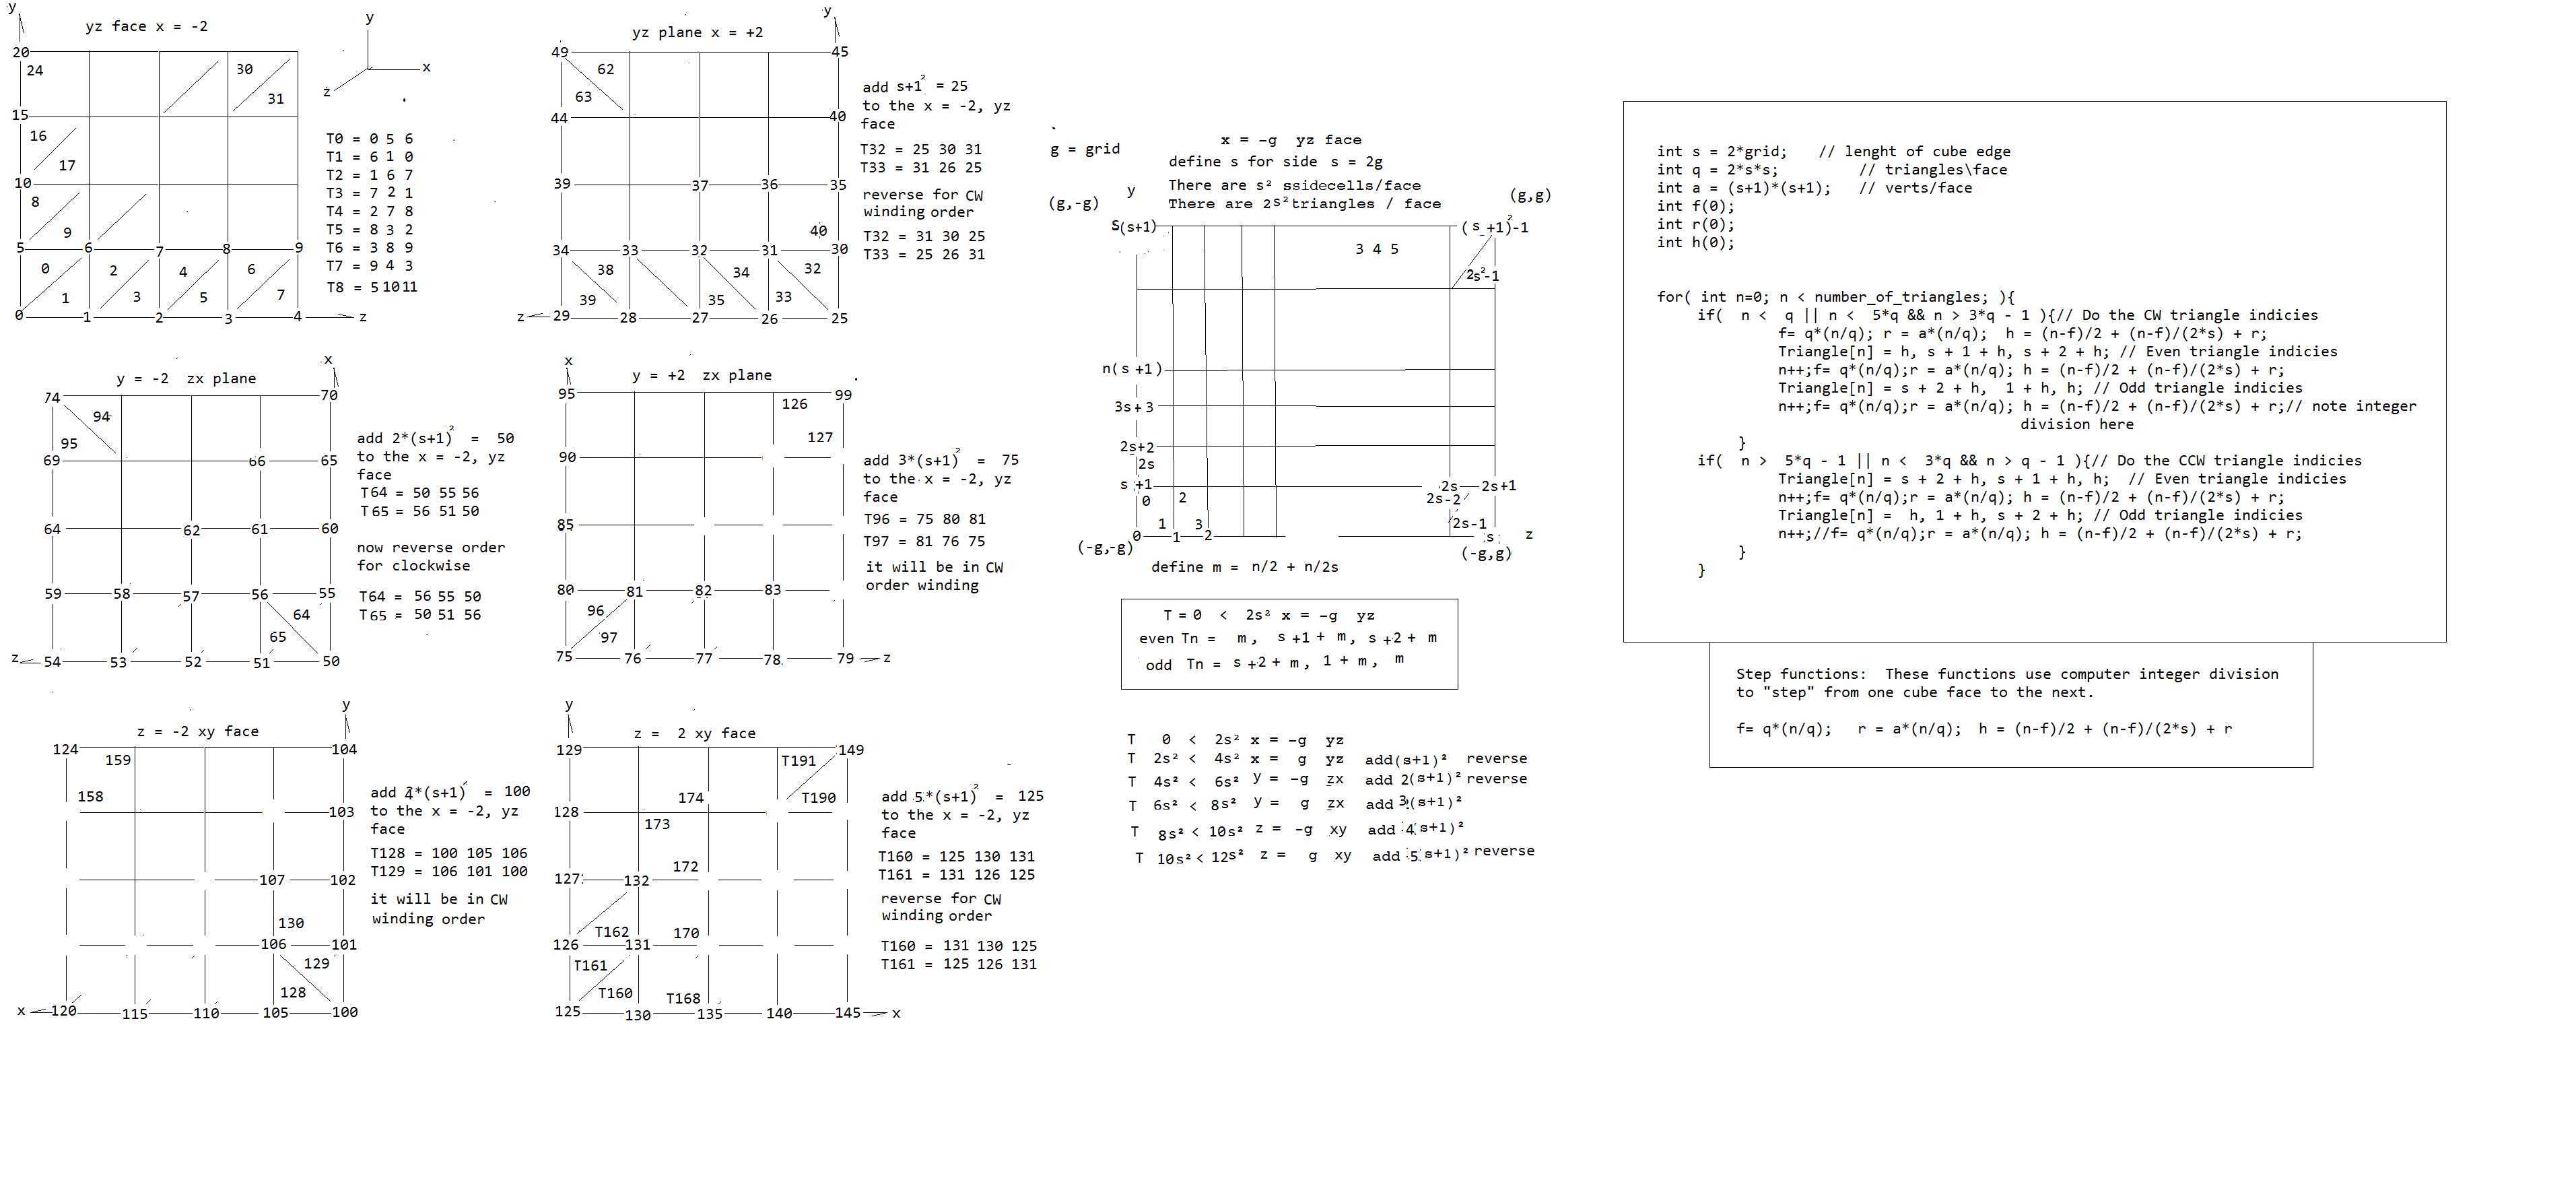 y
yz face x = -2
20
24
30
31
15
16
17
10
8
9
5 6 7 8 9
0 2 4 6
1 3 5 7
0 1 2 3 4 z
y
x
z
T0 = 0 5 6
T1 = 6 1 0
T2 = 1 6 7
T3 = 7 2 1
T4 = 2 7 8
T5 = 8 3 2
T6 = 3 8 9
T7 = 9 4 3
T8 = 5 10 11
y
yz plane x = +2
49 45
62
63
44 40
39 37 36 35
40
34 33 32 31 30
38 34 32
39 35 33
z 29 28 27 26 25
add s+1² = 25
to the x = -2, yz
face
T32 = 25 30 31
T33 = 31 26 25
reverse for CW
winding order
T32 = 31 30 25
T33 = 25 26 31
x
y = -2 zx plane
74 70
94
95
69 66 65
64 62 61 60
59 58 57 56 55
64
65
z 54 53 52 51 50
add 2*(s+1)² = 50
to the x = -2, yz
face
T64 = 50 55 56
T65 = 56 51 50
now reverse order
for clockwise
T64 = 56 55 50
T65 = 50 51 56
x
y = +2 zx plane
95 99
126
127
90
85
80 81 82 83
96
97
75 76 77 78 79 z
add 3*(s+1)² = 75
to the x = -2, yz
face
T96 = 75 80 81
T97 = 81 76 75
it will be in CW
order winding
y
z = -2 xy face
124 104
159
158
103
107 102
130
106 101
129
128
x 120 115 110 105 100
add 4*(s+1)² = 100
to the x = -2, yz
face
T128 = 100 105 106
T129 = 106 101 100
it will be in CW
winding order
y
z = 2 xy face
129 149
T191
174 T190
128
173
172
127 132
T162 170
126 131
T161
T160 T168
125 130 135 140 145 x
add 5*(s+1)² = 125
to the x = -2, yz
face
T160 = 125 130 131
T161 = 131 126 125
reverse for CW
winding order
T160 = 131 130 125
T161 = 125 126 131
g = grid
x = -g yz face
define s for side s = 2g
There are s² ssidecells/face
There are 2s² triangles / face
y
(g,-g) (g,g)
S(s+1) (s +1)²-1
3 4 5
2s²-1
n(s +1)
3s+3
2s+2
2s
s +1 2s 2s+1
0 2 2s-2
1 3 2s-1
0 1 2 s z
(-g,-g) (-g,g)
define m = n/2 + n/2s
T = 0 < 2s² x = -g yz
even Tn = m, s +1 + m, s +2 + m
odd Tn = s +2 + m, 1 + m, m
T 0 < 2s² x = -g yz
T 2s² < 4s² x = g yz add(s+1)² reverse
T 4s² < 6s² y = -g zx add 2(s+1)² reverse
T 6s² < 8s² y = g zx add 3(s+1)²
T 8s² < 10s² z = -g xy add 4(s+1)²
T 10s² < 12s² z = g xy add 5(s+1)² reverse
int s = 2*grid; // lenght of cube edge
int q = 2*s*s; // triangles\face
int a = (s+1)*(s+1); // verts/face
int f(0);
int r(0);
int h(0);
for( int n=0; n < number_of_triangles; ){
if( n < q || n < 5*q && n > 3*q - 1 ){// Do the CW triangle indicies
f= q*(n/q); r = a*(n/q); h = (n-f)/2 + (n-f)/(2*s) + r;
Triangle[n] = h, s + 1 + h, s + 2 + h; // Even triangle indicies
n++;f= q*(n/q);r = a*(n/q); h = (n-f)/2 + (n-f)/(2*s) + r;
Triangle[n] = s + 2 + h, 1 + h, h; // Odd triangle indicies
n++;f= q*(n/q);r = a*(n/q); h = (n-f)/2 + (n-f)/(2*s) + r;// note integer
division here
}
if( n > 5*q - 1 || n < 3*q && n > q - 1 ){// Do the CCW triangle indicies
Triangle[n] = s + 2 + h, s + 1 + h, h; // Even triangle indicies
n++;f= q*(n/q);r = a*(n/q); h = (n-f)/2 + (n-f)/(2*s) + r;
Triangle[n] = h, 1 + h, s + 2 + h; // Odd triangle indicies
n++;//f= q*(n/q);r = a*(n/q); h = (n-f)/2 + (n-f)/(2*s) + r;
}
}
Step functions: These functions use computer integer division
to "step" from one cube face to the next.
f= q*(n/q); r = a*(n/q); h = (n-f)/2 + (n-f)/(2*s) + r